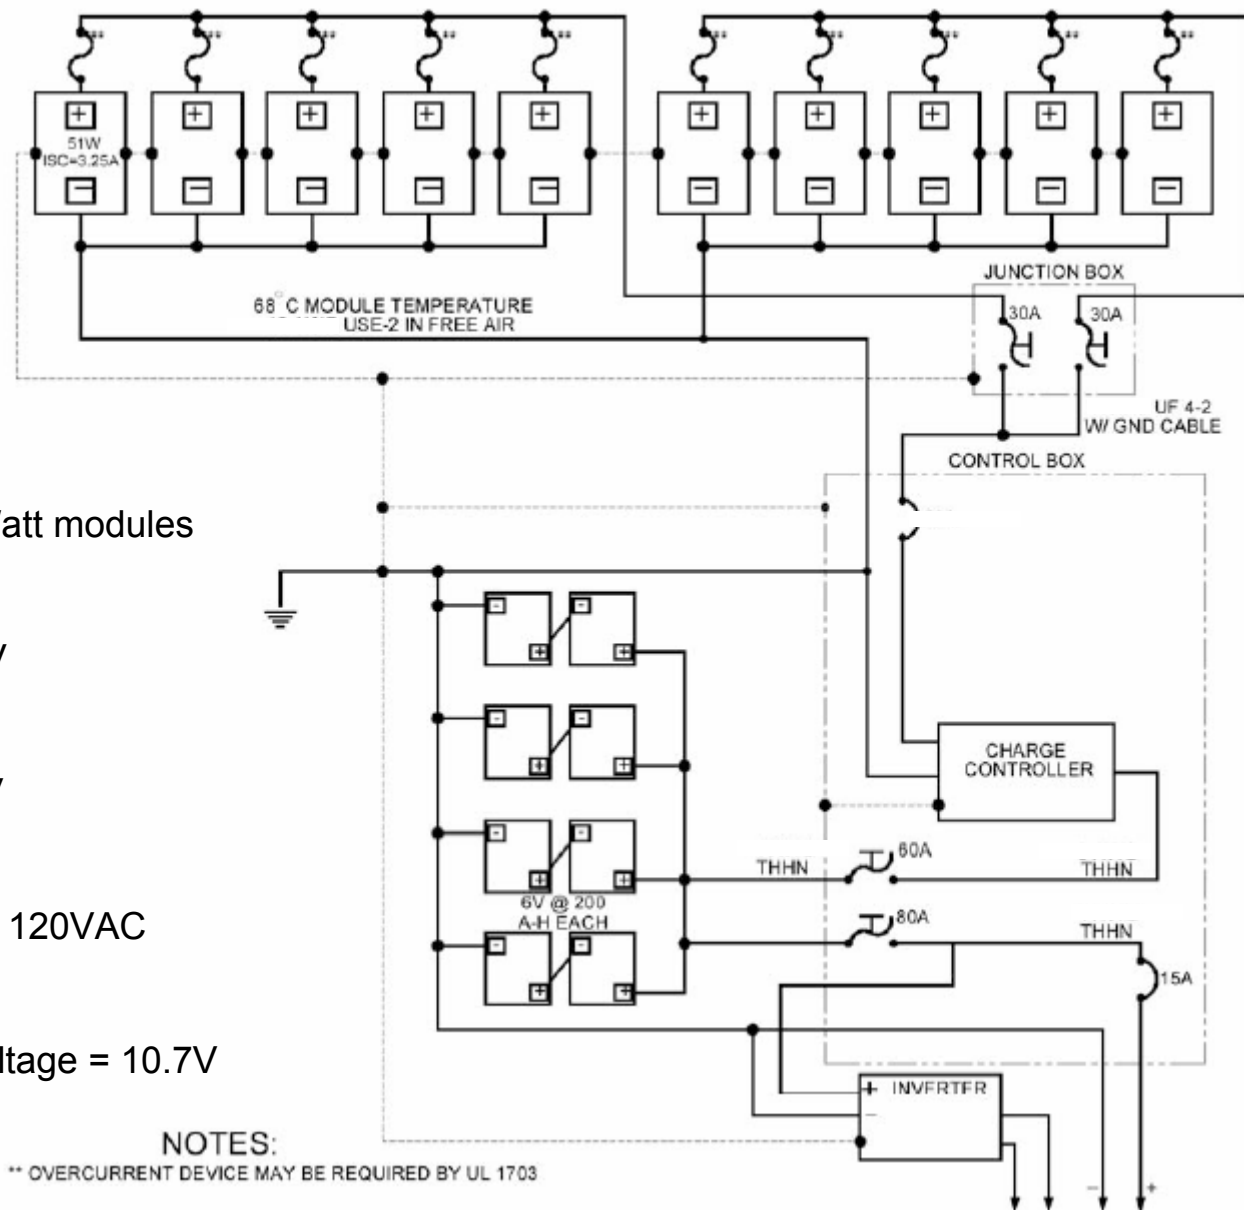 ** ** ** ** ** ** ** ** ** **
+ + + + + + + + + +
51W
ISC=3.25A
- - - - - - - - - -
JUNCTION BOX
68°C MODULE TEMPERATURE
USE-2 IN FREE AIR
30A 30A
UF 4-2
W/ GND CABLE
CONTROL BOX
modules
- -
+ +
V
- -
+ +
CHARGE
CONTROLLER
V
- -
+ +
60A
THHN THHN
6V @ 200
A-H EACH
80A
120VAC
- -
+ +
THHN
15A
= 10.7V
+ INVERTER
-
NOTES:
** OVERCURRENT DEVICE MAY BE REQUIRED BY UL 1703
- +